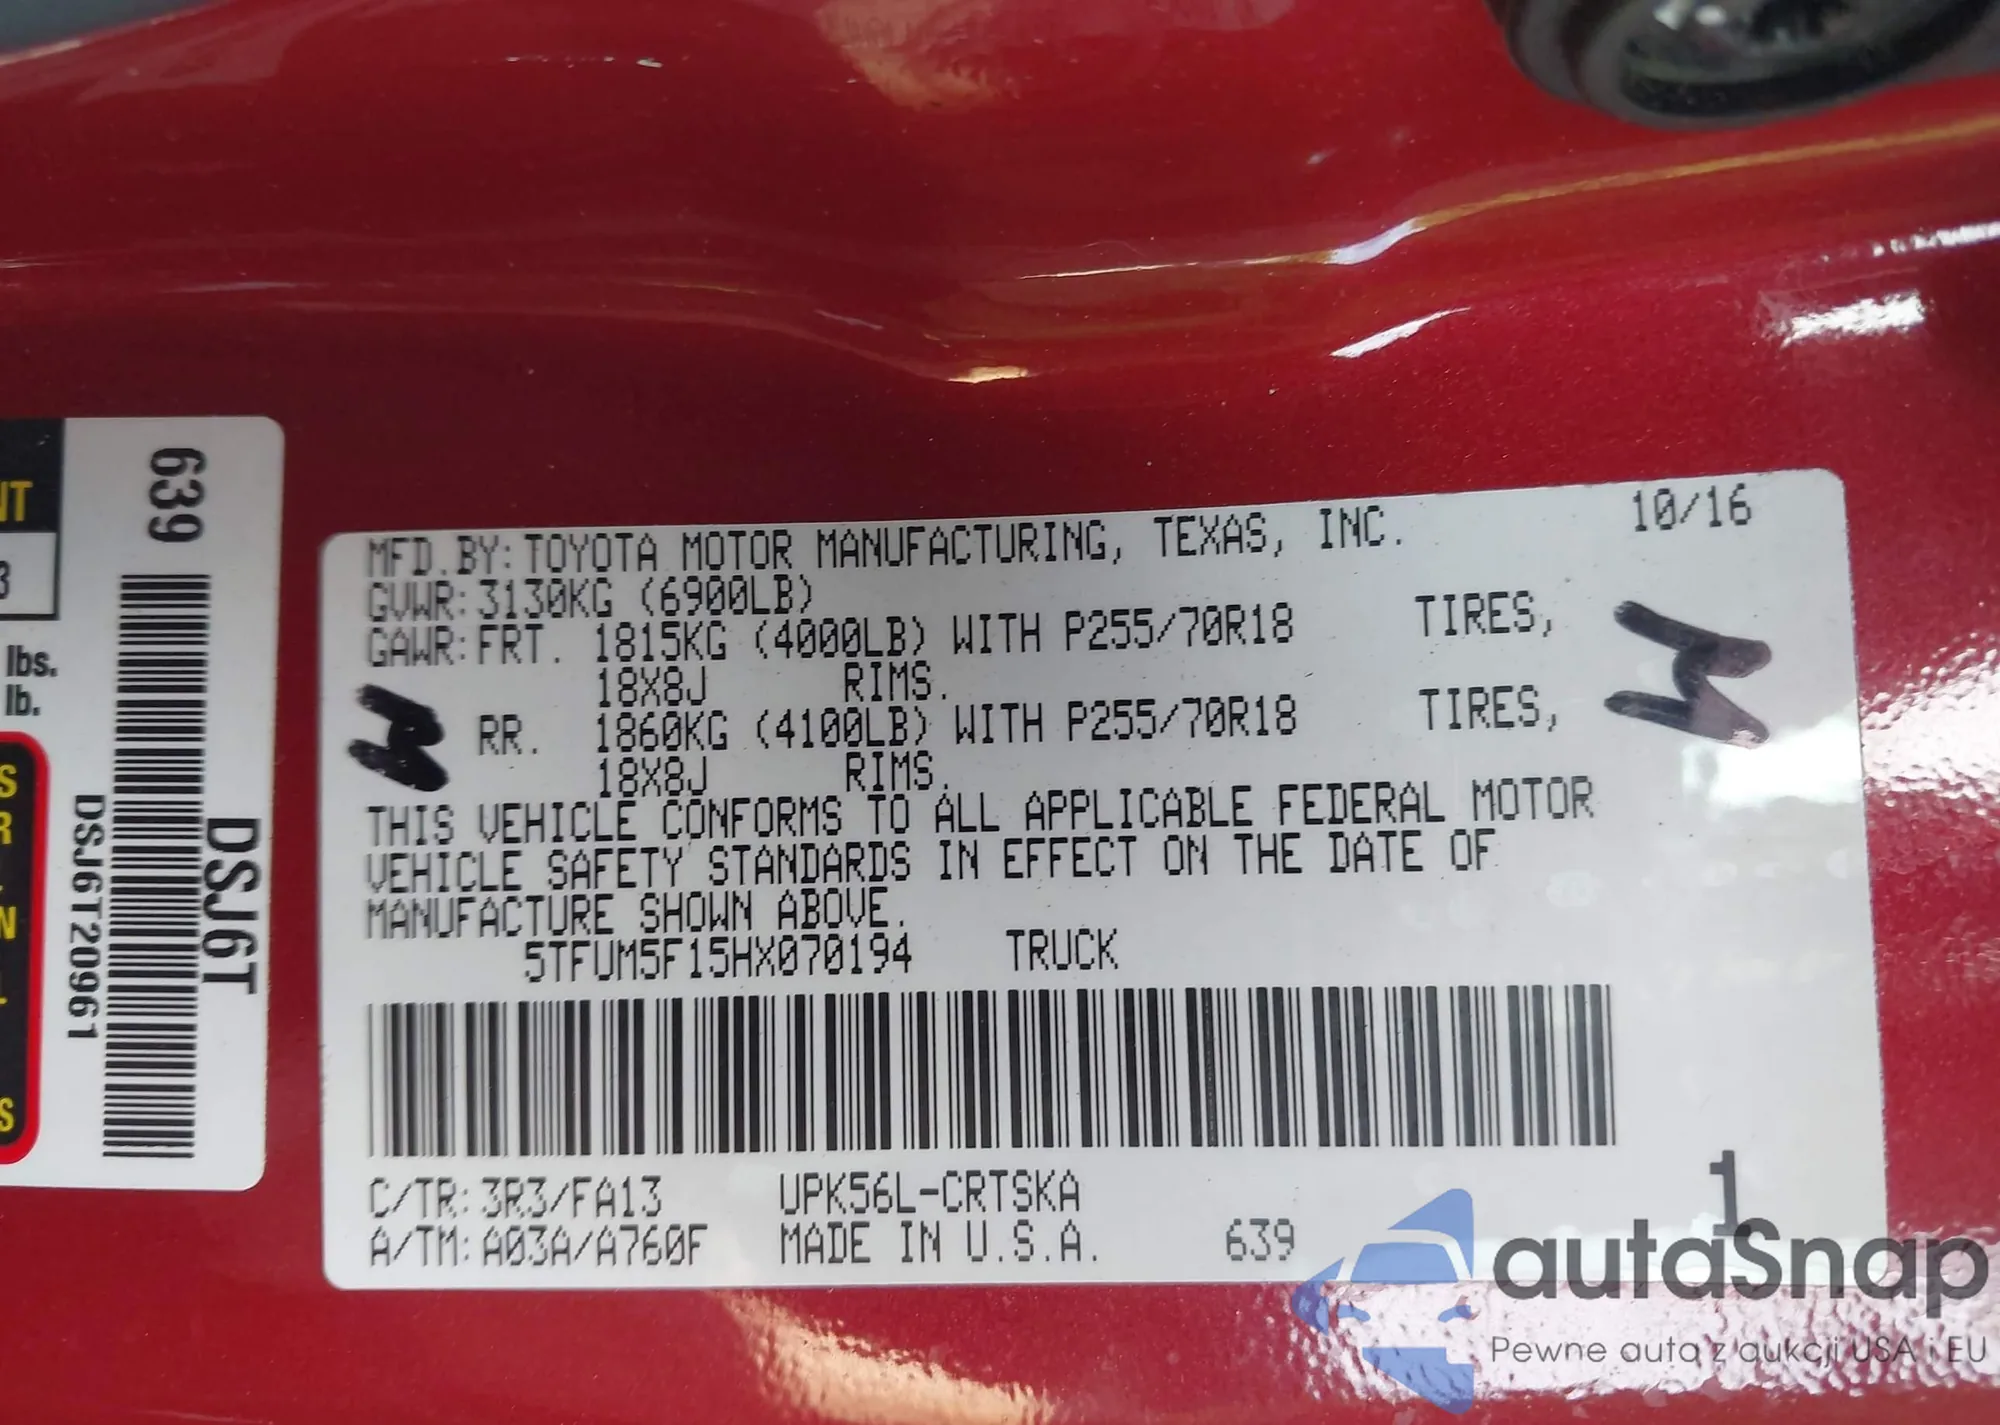 NT
3
lbs.
lb.
S
R
N
S
639
DSJ6T20961
DSJ6T
MFD.BY: TOYOTA MOTOR MANUFACTURING, TEXAS, INC. 10/16
GVWR: 3130KG (6900LB)
GAWR: FRT. 1815KG (4000LB) WITH P255/70R18 TIRES,
18X8J RIMS.
RR. 1860KG (4100LB) WITH P255/70R18 TIRES,
18X8J RIMS.
THIS VEHICLE CONFORMS TO ALL APPLICABLE FEDERAL MOTOR
VEHICLE SAFETY STANDARDS IN EFFECT ON THE DATE OF
MANUFACTURE SHOWN ABOVE.
5TFUM5F15HX070194 TRUCK
C/TR: 3R3/FA13 UPK56L-CRTSKA
A/TM: A03A/A760F MADE IN U.S.A. 639
1
autaSnap
Pewne auta z aukcji USA i EU